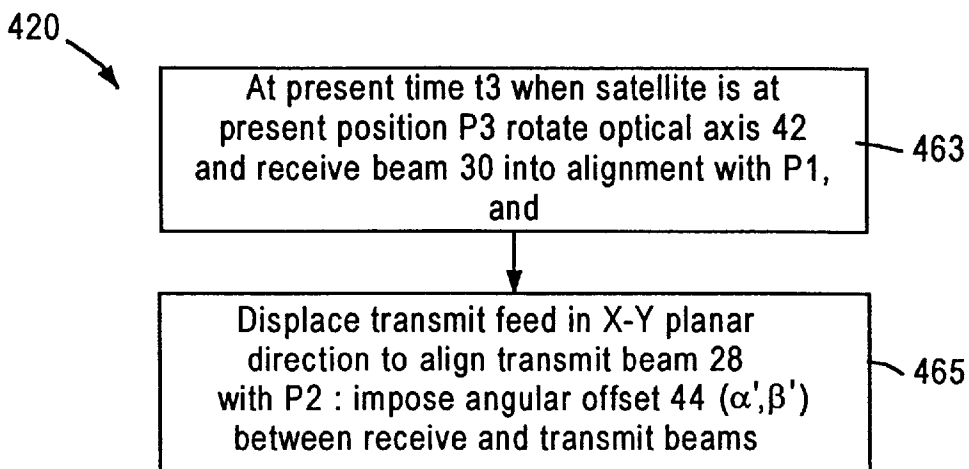 420
At present time t3 when satellite is at
present position P3 rotate optical axis 42
and receive beam 30 into alignment with P1,
and
463
Displace transmit feed in X-Y planar
direction to align transmit beam 28
with P2 : impose angular offset 44 (α',β')
between receive and transmit beams
465